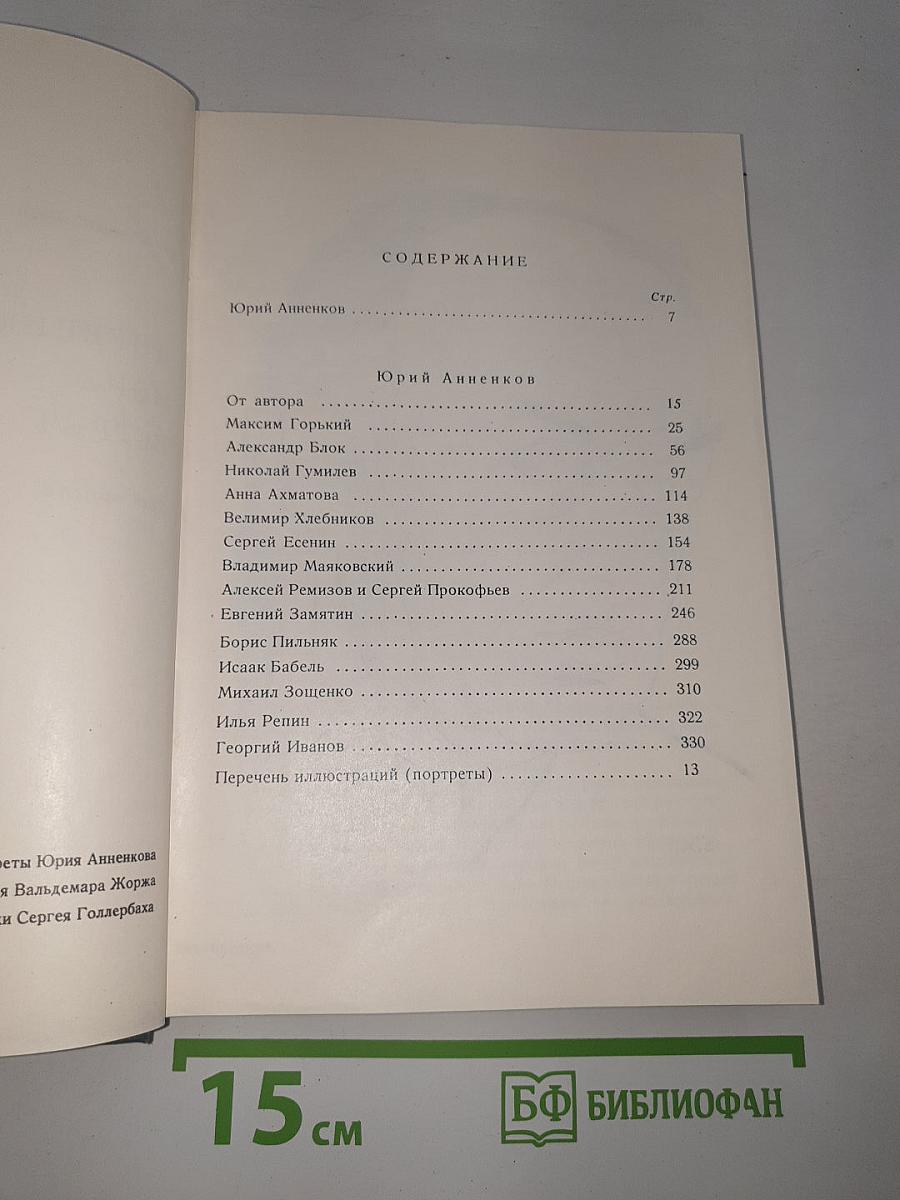 СОДЕРЖАНИЕ
Стр.
Юрий Анненков ........................................ 7
Юрий Анненков
От автора ........................................ 15
Максим Горький ........................................ 25
Александр Блок ........................................ 56
Николай Гумилев ........................................ 97
Анна Ахматова ........................................ 114
Велимир Хлебников ........................................ 138
Сергей Есенин ........................................ 154
Владимир Маяковский ........................................ 178
Алексей Ремизов и Сергей Прокофьев .................... 211
Евгений Замятин ........................................ 246
Борис Пильняк ........................................ 288
Исаак Бабель ........................................ 299
Михаил Зощенко ........................................ 310
Илья Репин ........................................ 322
Георгий Иванов ........................................ 330
Перечень иллюстраций (портреты) ...................... 13
Юрия Анненкова
Вальдемара Жоржа
Сергея Голлербаха
15 см
БФ БИБЛИОФАН